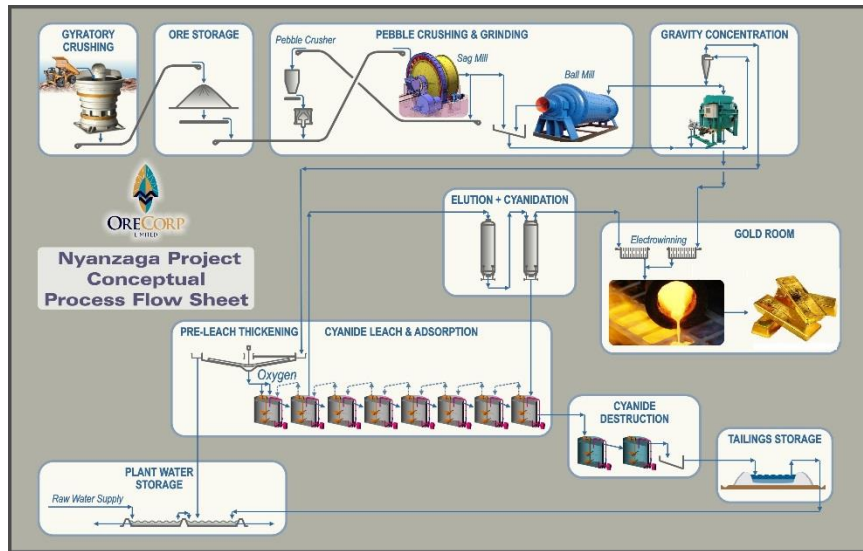 GYRATORY
CRUSHING
ORE STORAGE
PEBBLE CRUSHING & GRINDING
GRAVITY CONCENTRATION
Pebble Crusher
Sag Mill
Ball Mill
ORECORP
LIMITED
Nyanzaga Project
Conceptual
Process Flow Sheet
ELUTION + CYANIDATION
GOLD ROOM
Electrowinning
PRE-LEACH THICKENING
CYANIDE LEACH & ADSORPTION
Oxygen
CYANIDE
DESTRUCTION
TAILINGS STORAGE
PLANT WATER
STORAGE
Raw Water Supply